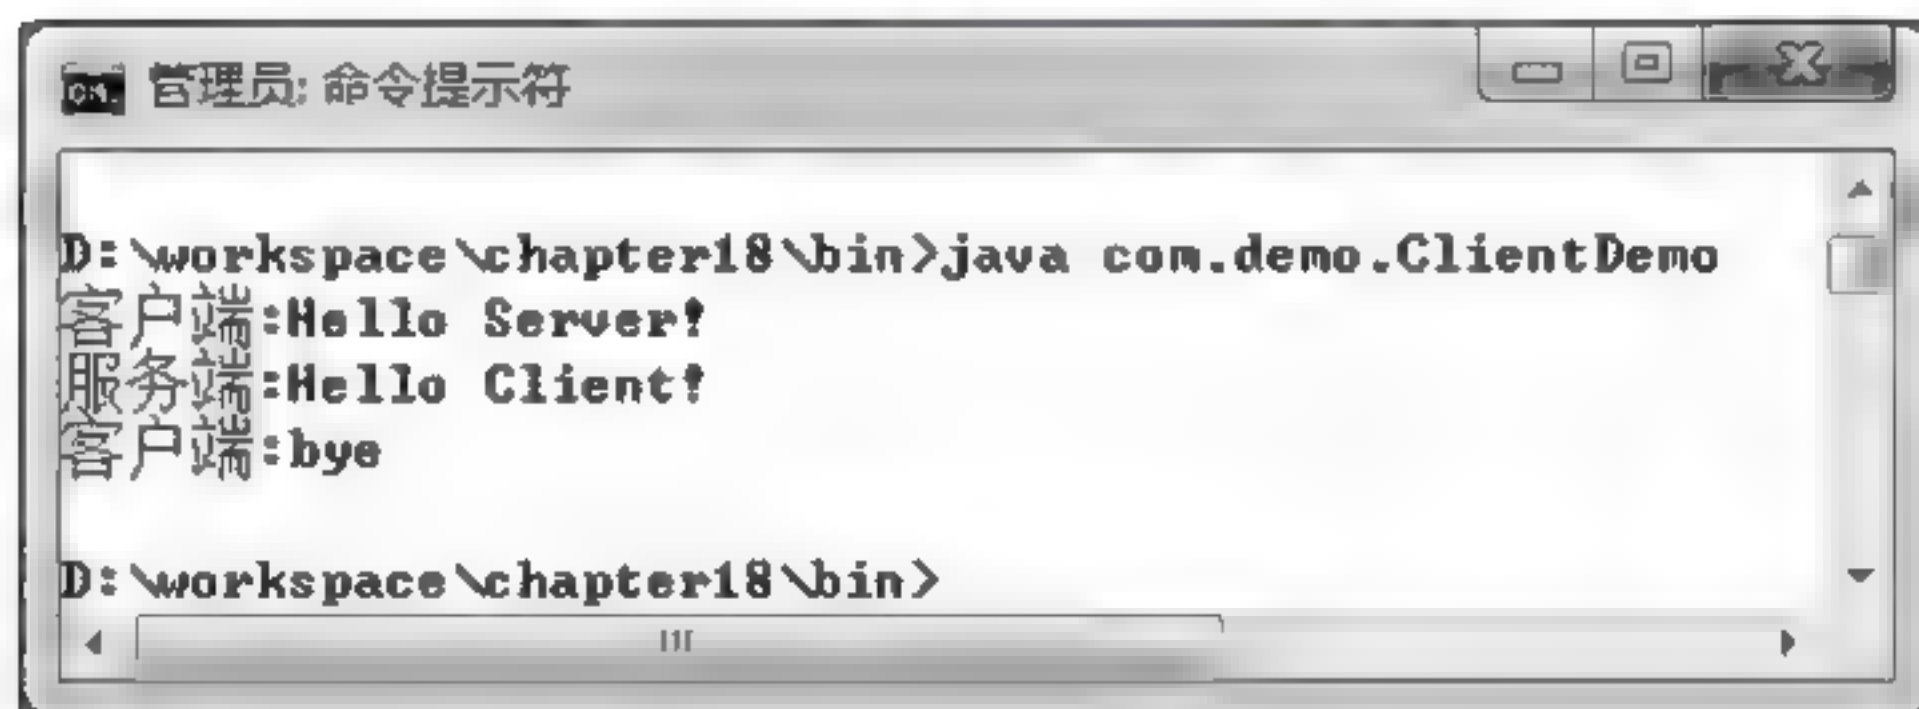 管理员: 命令提示符
D:\workspace\chapter18\bin>java com.demo.ClientDemo
客户端:Hello Server!
服务端:Hello Client!
客户端:bye
D:\workspace\chapter18\bin>